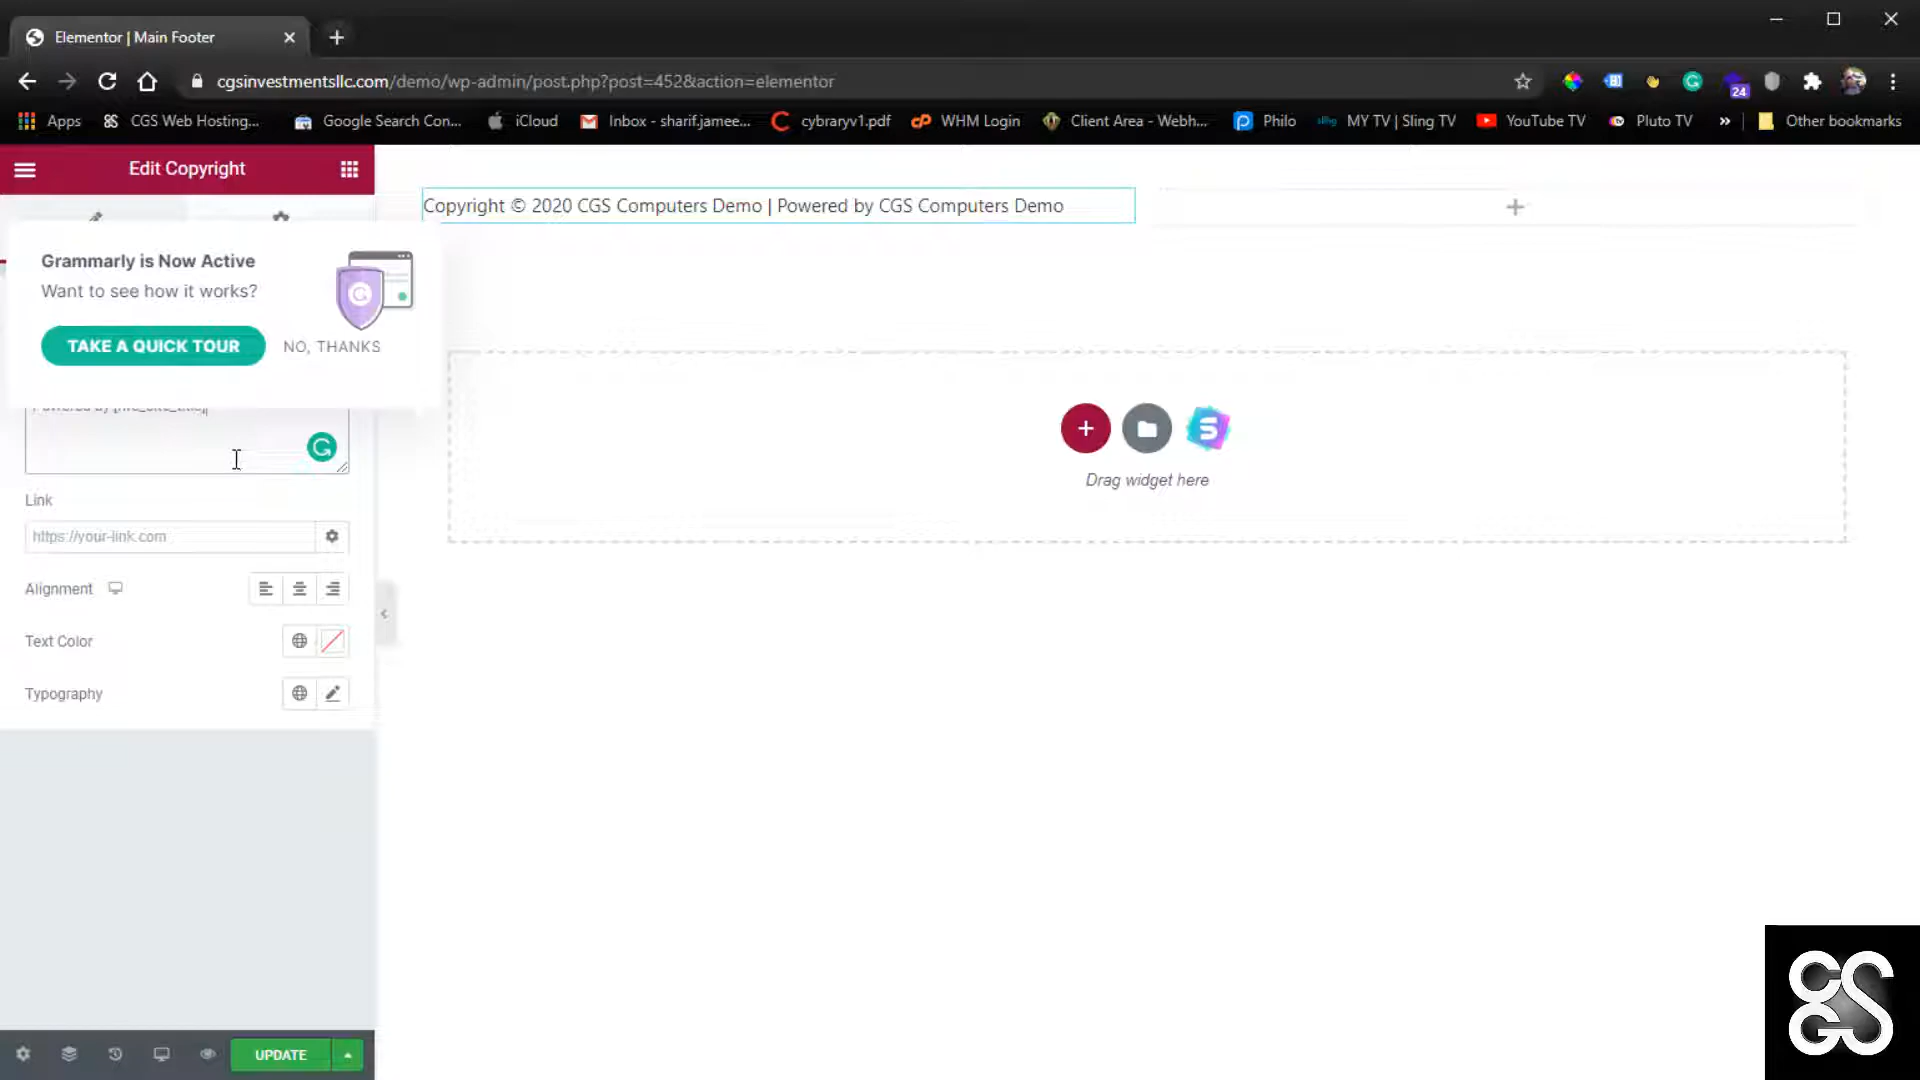 Elementor | Main Footer
cgsinvestmentsllc.com/demo/wp-admin/post.php?post=452&action=elementor
24
Apps
CGS Web Hosting...
Google Search Con...
iCloud
Inbox - sharif.jamee...
cybraryv1.pdf
WHM Login
Client Area - Webh...
Philo
MY TV | Sling TV
YouTube TV
Pluto TV
Other bookmarks
Edit Copyright
Copyright © 2020 CGS Computers Demo | Powered by CGS Computers Demo
Grammarly is Now Active
Want to see how it works?
TAKE A QUICK TOUR
NO, THANKS
Drag widget here
Link
https://your-link.com
Alignment
Text Color
Typography
UPDATE
CGS